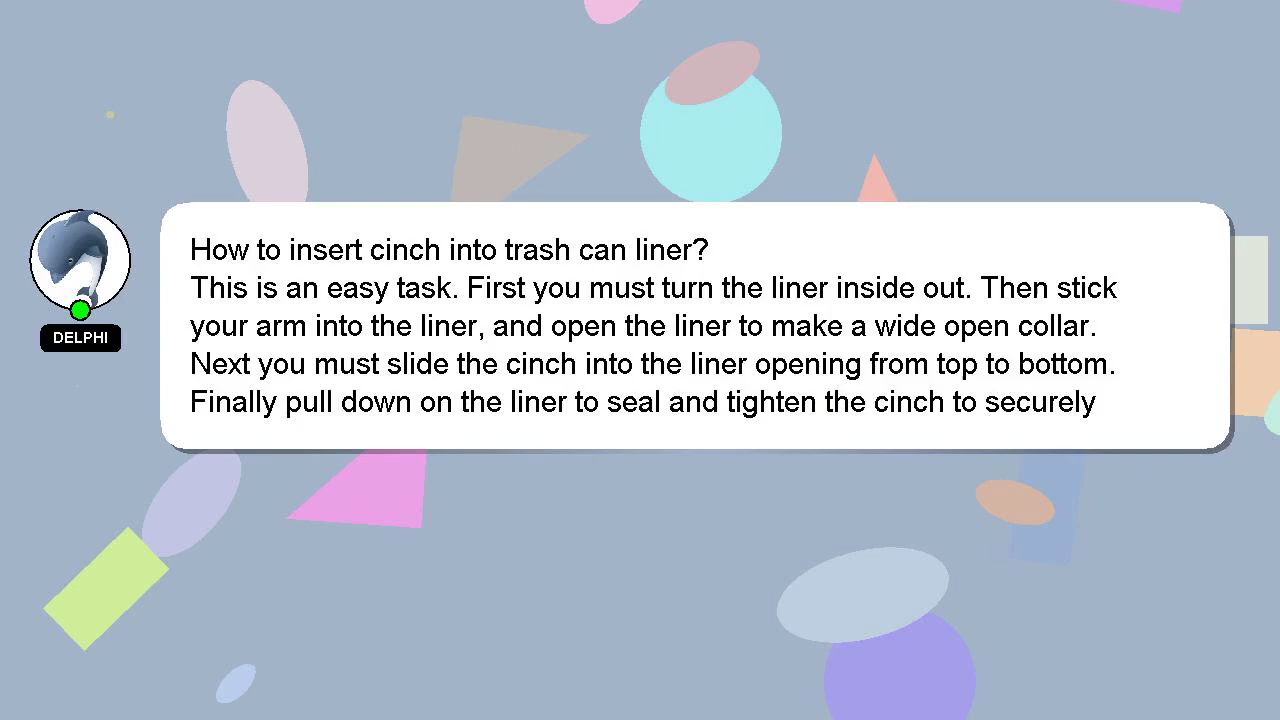 How to insert cinch into trash can liner?
This is an easy task. First you must turn the liner inside out. Then stick
your arm into the liner, and open the liner to make a wide open collar.
Next you must slide the cinch into the liner opening from top to bottom.
Finally pull down on the liner to seal and tighten the cinch to securely
DELPHI